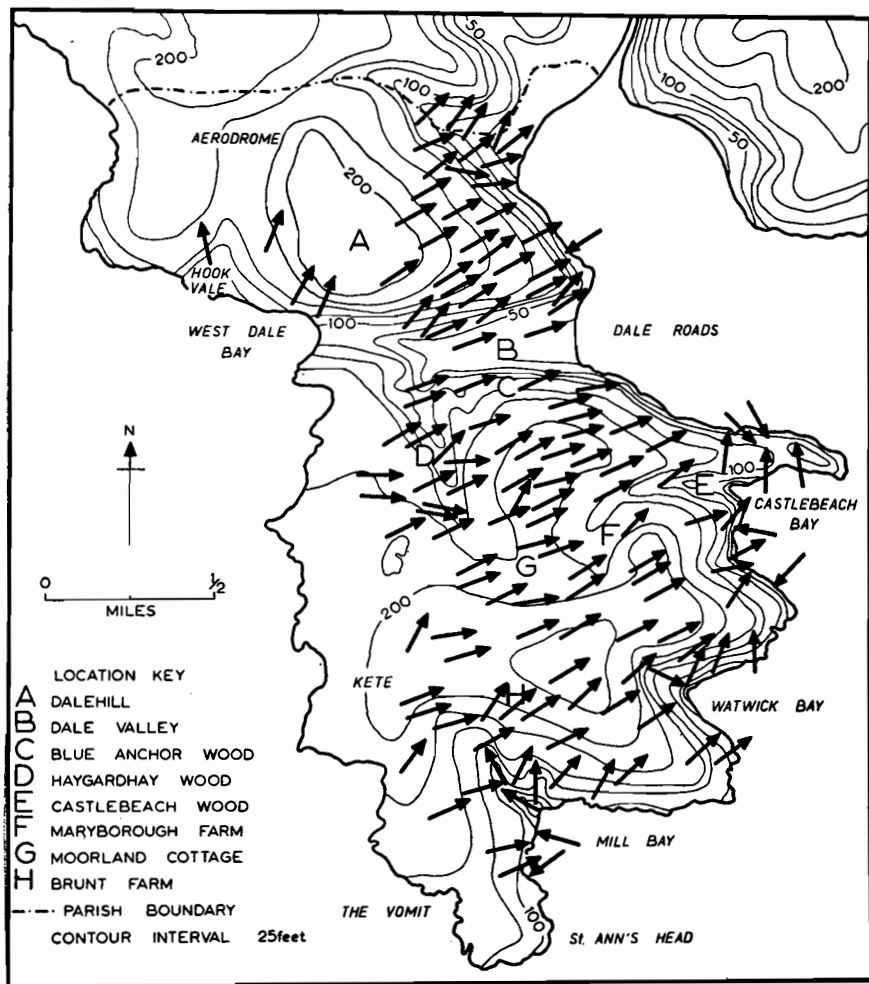 50
200
100
200
50
AERODROME
200
A
HOOK
VALE
100
50
WEST DALE
BAY
B
DALE ROADS
C
N
D
100
E
CASTLEBEACH
BAY
F
G
0 1/2
MILES
200
KETE
H
WATWICK BAY
LOCATION KEY
A DALEHILL
B DALE VALLEY
C BLUE ANCHOR WOOD
D HAYGARDHAY WOOD
E CASTLEBEACH WOOD
F MARYBOROUGH FARM
G MOORLAND COTTAGE
H BRUNT FARM
PARISH BOUNDARY
CONTOUR INTERVAL 25feet
MILL BAY
THE VOMIT
100
St. ANN'S HEAD